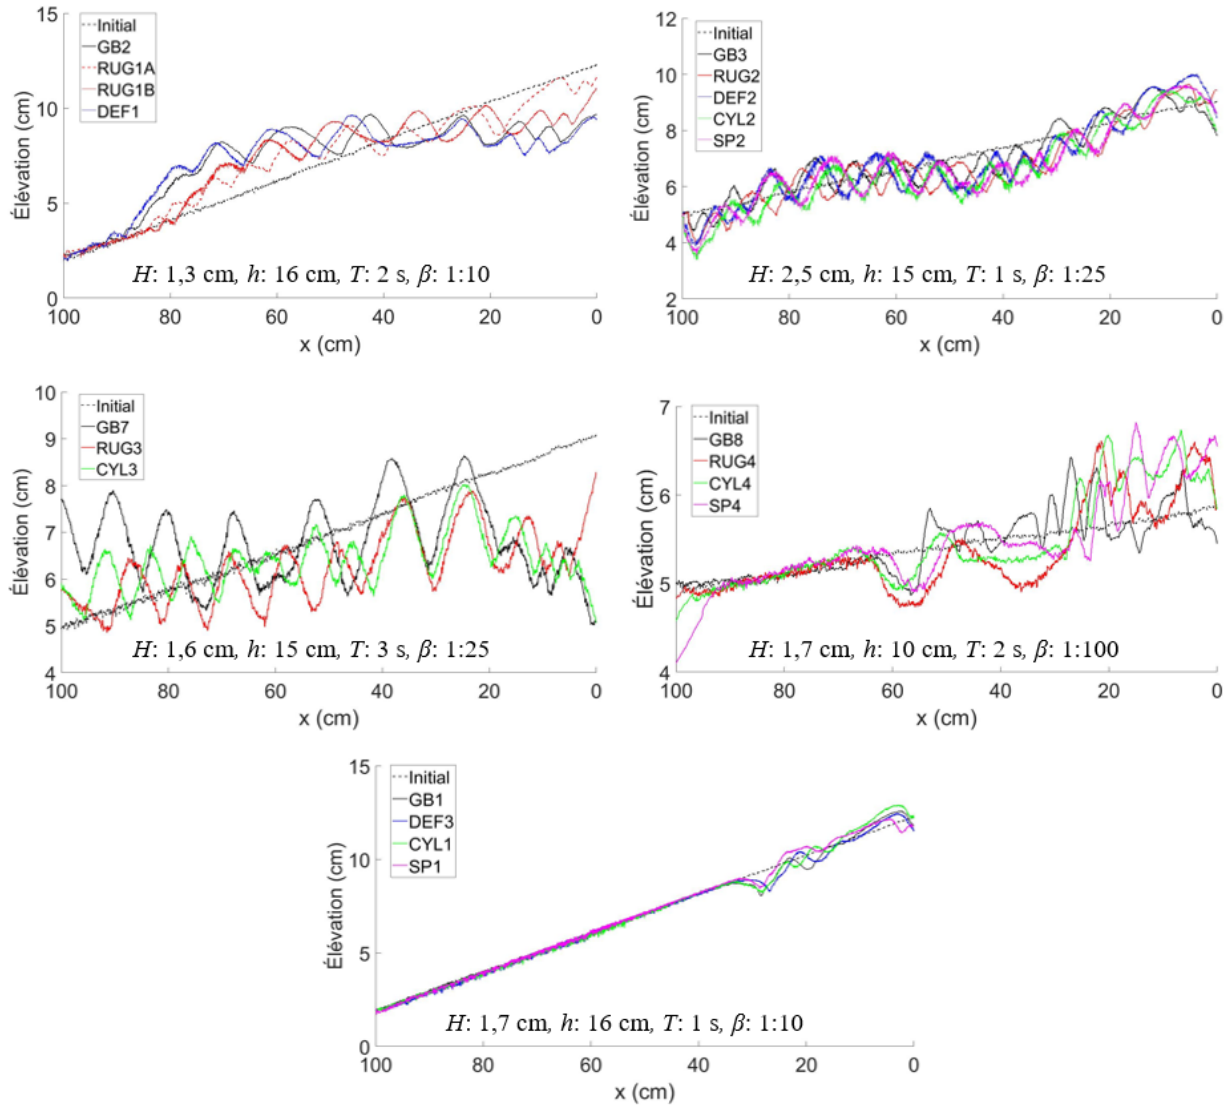 15
10
5
0
Élévation (cm)
Initial
GB2
RUG1A
RUG1B
DEF1
H: 1,3 cm, h: 16 cm, T: 2 s, β: 1:10
100 80 60 40 20 0
x (cm)
12
10
8
6
4
2
Élévation (cm)
Initial
GB3
RUG2
DEF2
CYL2
SP2
H: 2,5 cm, h: 15 cm, T: 1 s, β: 1:25
100 80 60 40 20 0
x (cm)
10
9
8
7
6
5
4
Élévation (cm)
Initial
GB7
RUG3
CYL3
H: 1,6 cm, h: 15 cm, T: 3 s, β: 1:25
100 80 60 40 20 0
x (cm)
7
6
5
4
Élévation (cm)
Initial
GB8
RUG4
CYL4
SP4
H: 1,7 cm, h: 10 cm, T: 2 s, β: 1:100
100 80 60 40 20 0
x (cm)
15
10
5
0
Élévation (cm)
Initial
GB1
DEF3
CYL1
SP1
H: 1,7 cm, h: 16 cm, T: 1 s, β: 1:10
100 80 60 40 20 0
x (cm)